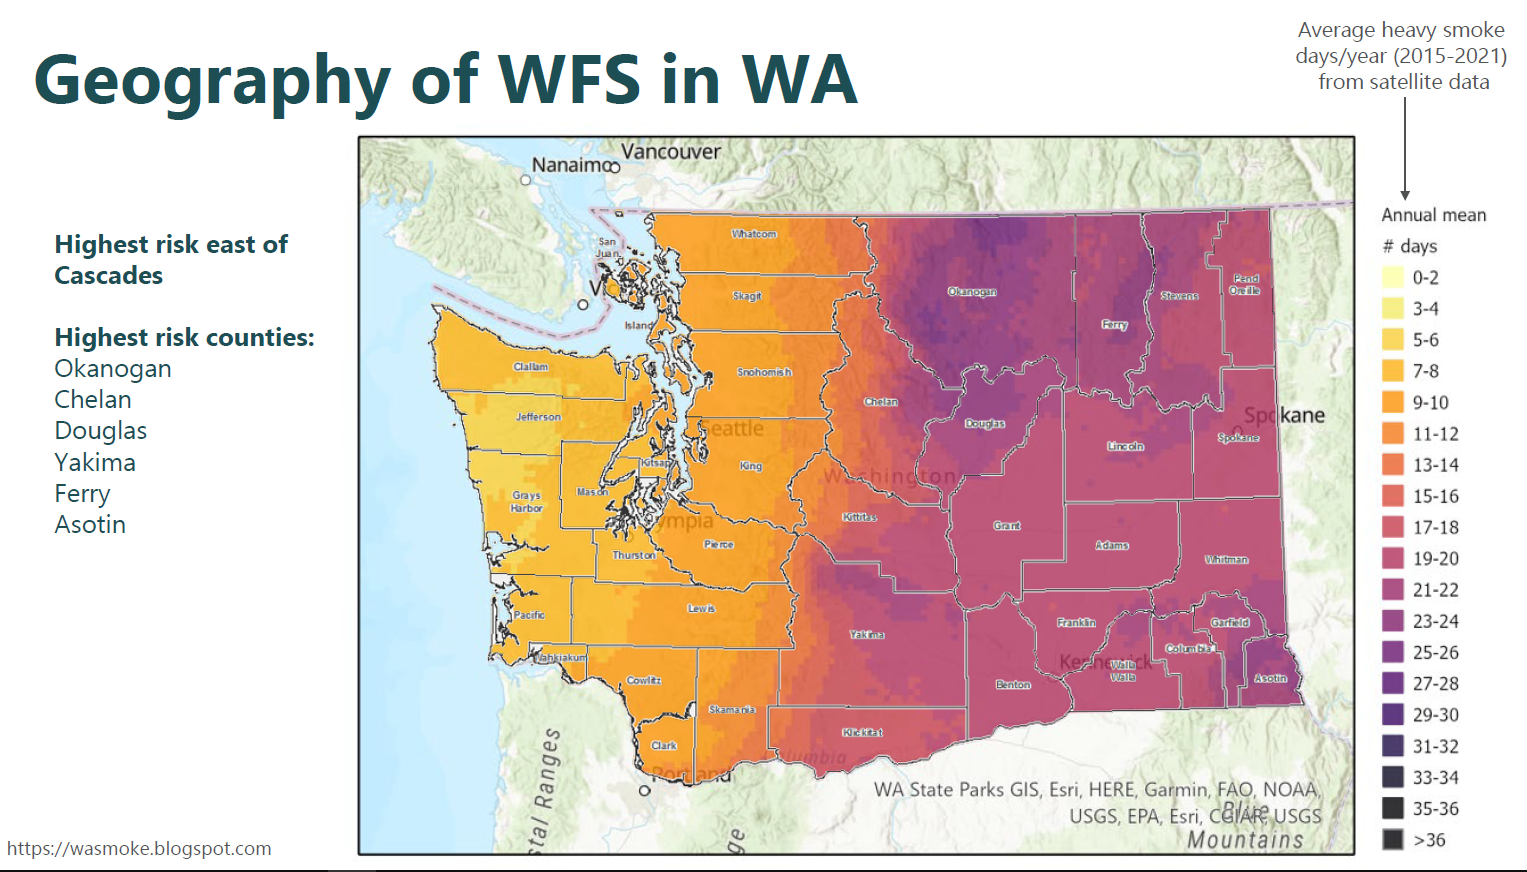 Geography of WFS in WA
Average heavy smoke
days/year (2015-2021)
from satellite data
Highest risk east of
Cascades
Highest risk counties:
Okanogan
Chelan
Douglas
Yakima
Ferry
Asotin
https://wasmoke.blogspot.com
Vancouver
Nanaimo
San
Juan
Whatcom
Skagit
Island
Okanogan
Ferry
Stevens
Pend
Oreille
Clallam
Snohomish
Chelan
Jefferson
Seattle
Douglas
Lincoln
Spokane
Spokane
Kitsap
King
Washington
Grays
Harbor
Mason
Kittitas
Grant
Adams
Whitman
Thurston
Pierce
Pacific
Lewis
Yakima
Franklin
Garfield
Columbia
Wahkiakum
Kennewick
Walla
Walla
Cowlitz
Benton
Asotin
Skamania
Klickitat
Clark
Columbia
Portland
WA State Parks GIS, Esri, HERE, Garmin, FAO, NOAA,
USGS, EPA, Esri, CGIAR, USGS
Blue
Mountains
Annual mean
# days
0-2
3-4
5-6
7-8
9-10
11-12
13-14
15-16
17-18
19-20
21-22
23-24
25-26
27-28
29-30
31-32
33-34
35-36
>36